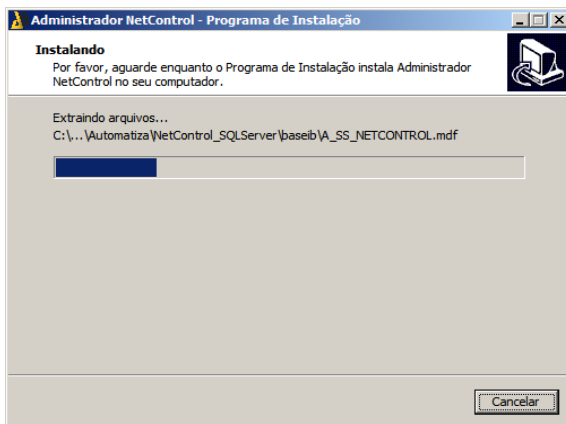 Administrador NetControl - Programa de Instalação
Instalando
Por favor, aguarde enquanto o Programa de Instalação instala Administrador
NetControl no seu computador.
Extraindo arquivos...
C:\...\Automatiza\NetControl_SQLServer\baseib\A_SS_NETCONTROL.mdf
Cancelar